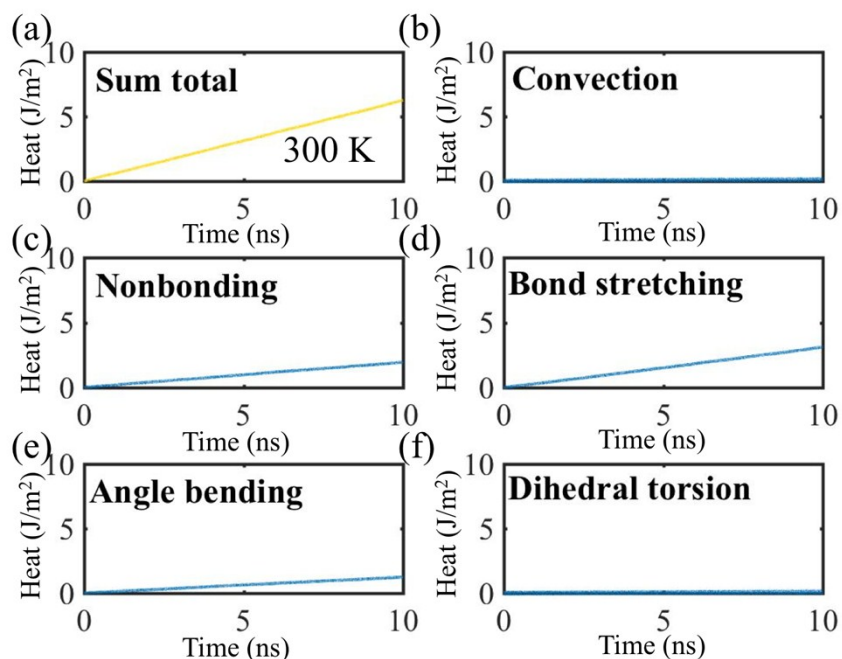 (a)
10
5
0
Heat (J/m²)
Sum total
300 K
0 5 10
Time (ns)
(b)
10
5
0
Heat (J/m²)
Convection
0 5 10
Time (ns)
(c)
10
5
0
Heat (J/m²)
Nonbonding
0 5 10
Time (ns)
(d)
10
5
0
Heat (J/m²)
Bond stretching
0 5 10
Time (ns)
(e)
10
5
0
Heat (J/m²)
Angle bending
0 5 10
Time (ns)
(f)
10
5
0
Heat (J/m²)
Dihedral torsion
0 5 10
Time (ns)